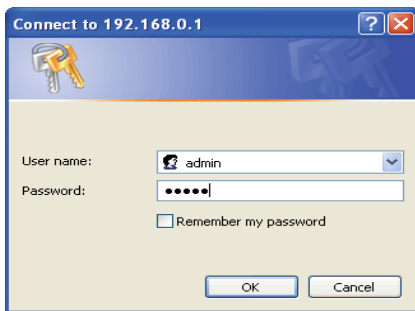 Connect to 192.168.0.1
User name:
admin
Password:
•••••
Remember my password
OK
Cancel